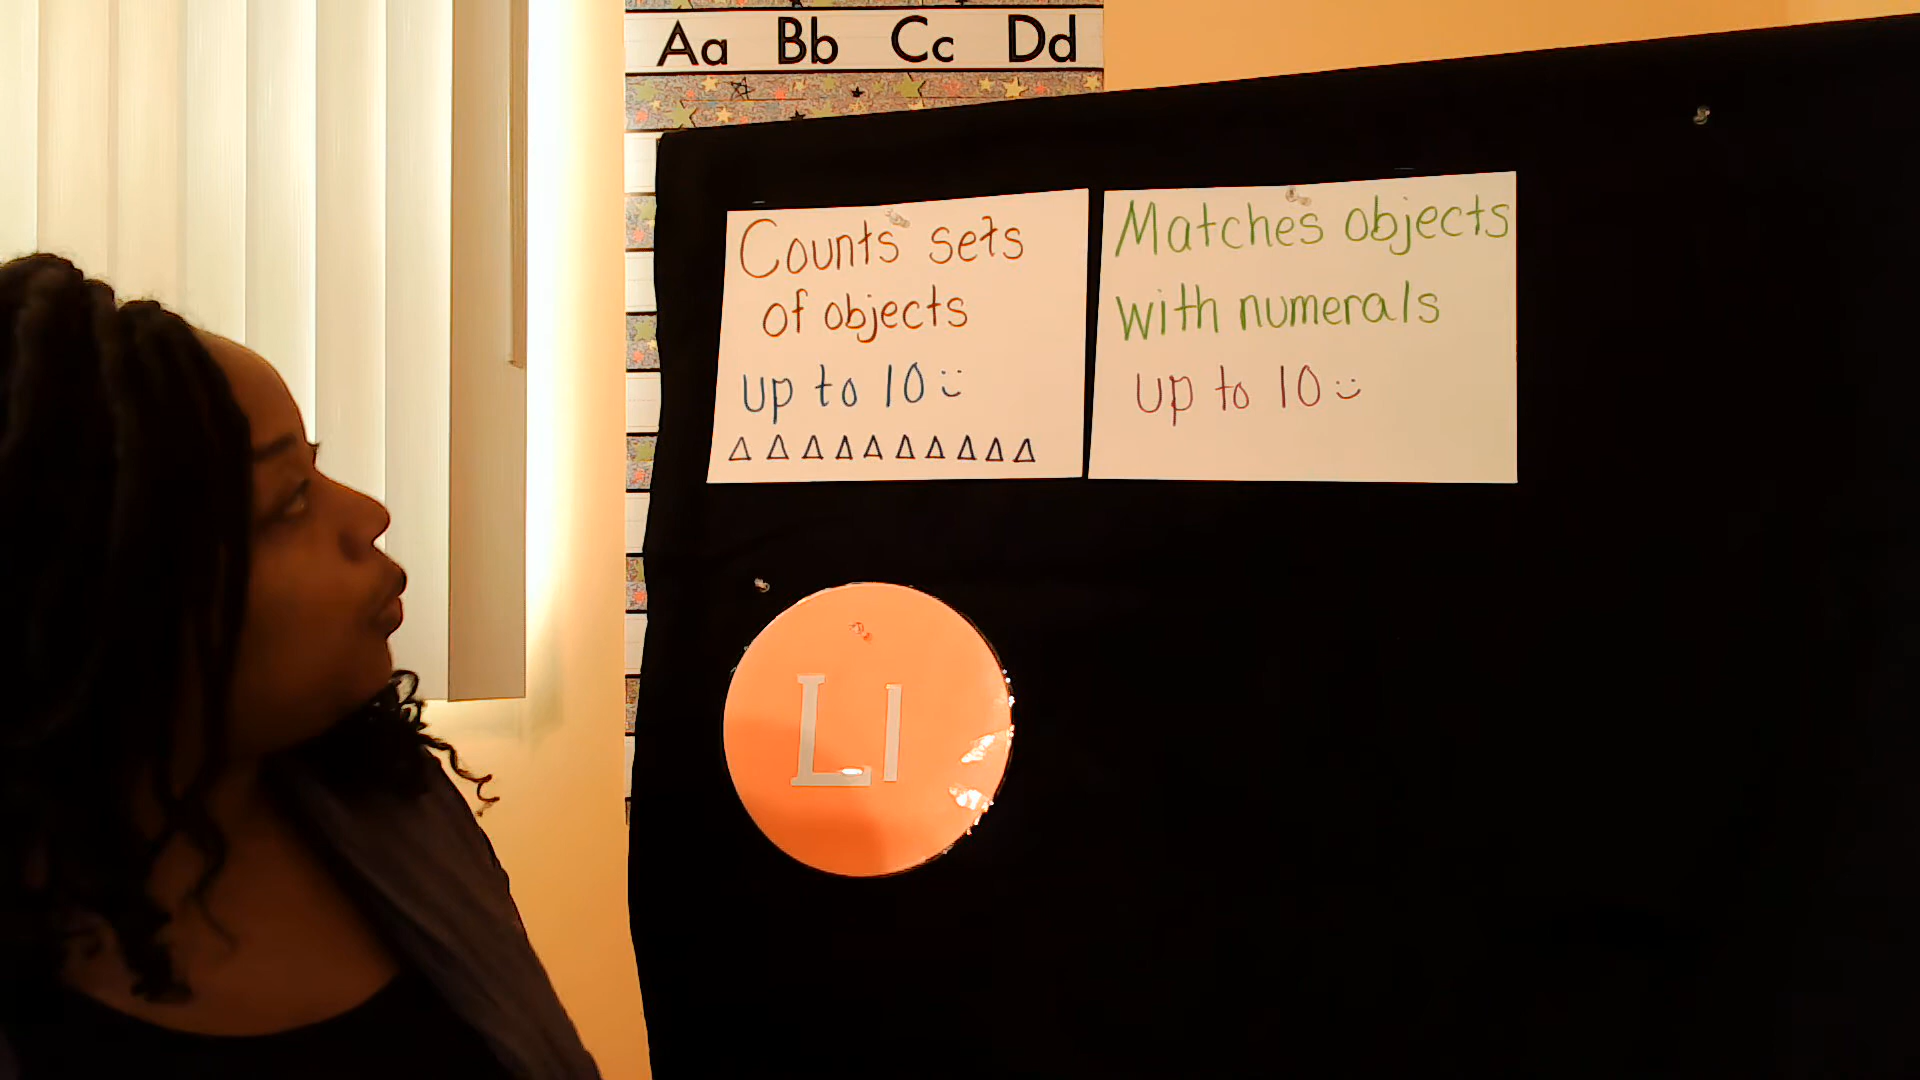 Aa Bb Cc Dd
Counts sets
of objects
up to 10
Matches objects
with numerals
up to 10
Ll